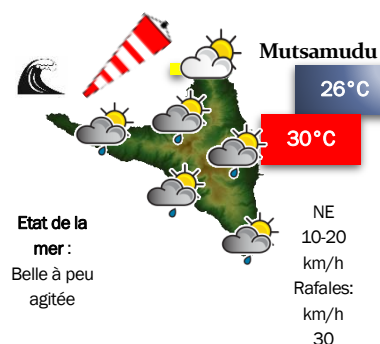 Mutsamudu
26°C
30°C
Etat de la
mer :
Belle à peu
agitée
NE
10-20
km/h
Rafales:
km/h
30